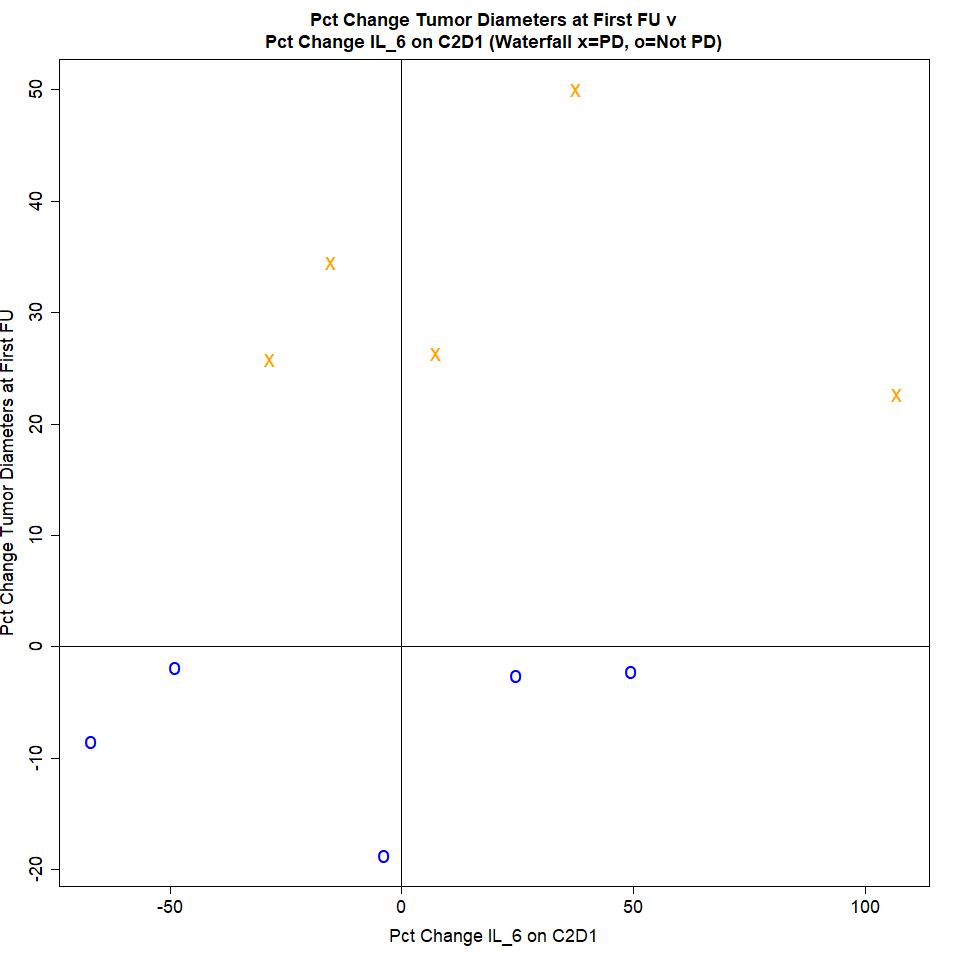 Pct Change Tumor Diameters at First FU v
Pct Change IL_6 on C2D1 (Waterfall x=PD, o=Not PD)
Pct Change Tumor Diameters at First FU
50
40
30
20
10
0
-10
-20
X
X
X
X
X
O
O
O
O
O
-50
0
50
100
Pct Change IL_6 on C2D1